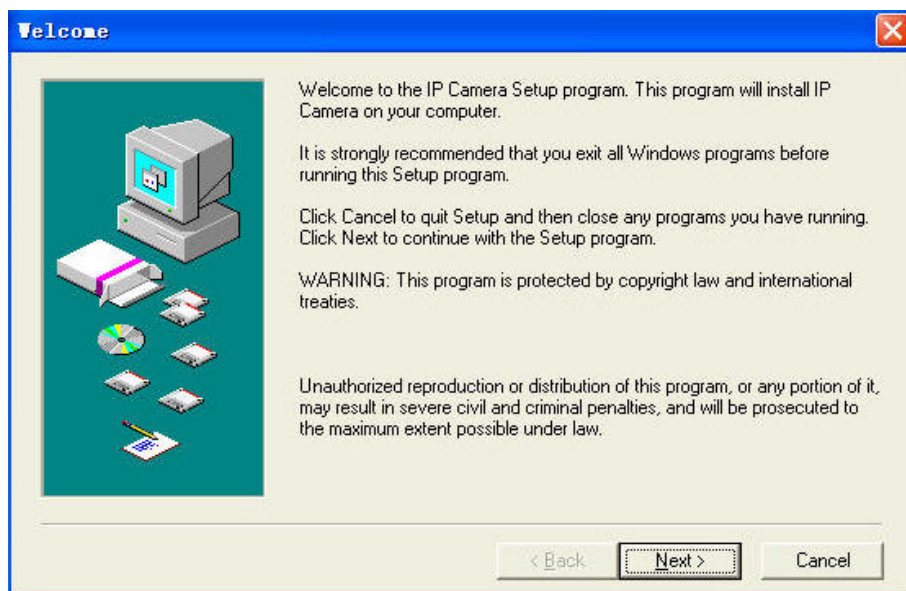 Welcome
Welcome to the IP Camera Setup program. This program will install IP
Camera on your computer.
It is strongly recommended that you exit all Windows programs before
running this Setup program.
Click Cancel to quit Setup and then close any programs you have running.
Click Next to continue with the Setup program.
WARNING: This program is protected by copyright law and international
treaties.
Unauthorized reproduction or distribution of this program, or any portion of it,
may result in severe civil and criminal penalties, and will be prosecuted to
the maximum extent possible under law.
< Back Next > Cancel